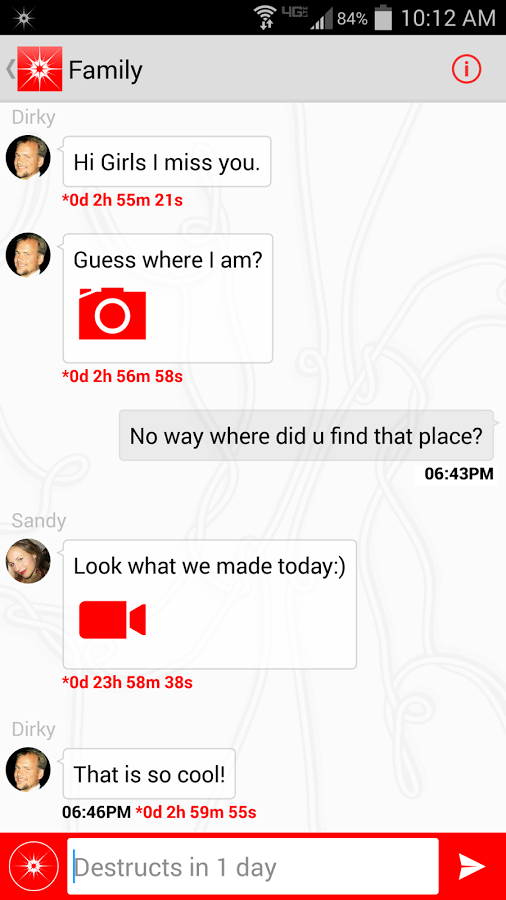 4G LTE 84% 10:12 AM
Family
Dirky
Hi Girls I miss you.
*0d 2h 55m 21s
Guess where I am?
*0d 2h 56m 58s
No way where did u find that place?
06:43PM
Sandy
Look what we made today:)
*0d 23h 58m 38s
Dirky
That is so cool!
06:46PM *0d 2h 59m 55s
Destructs in 1 day